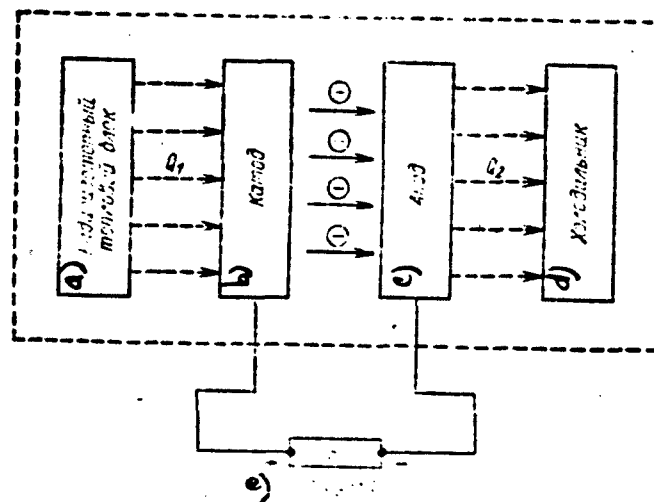 a)
тепловой блок
Q₁
b)
Катод
c)
Анод
Q₂
d)
Холодильник
+
-
e)